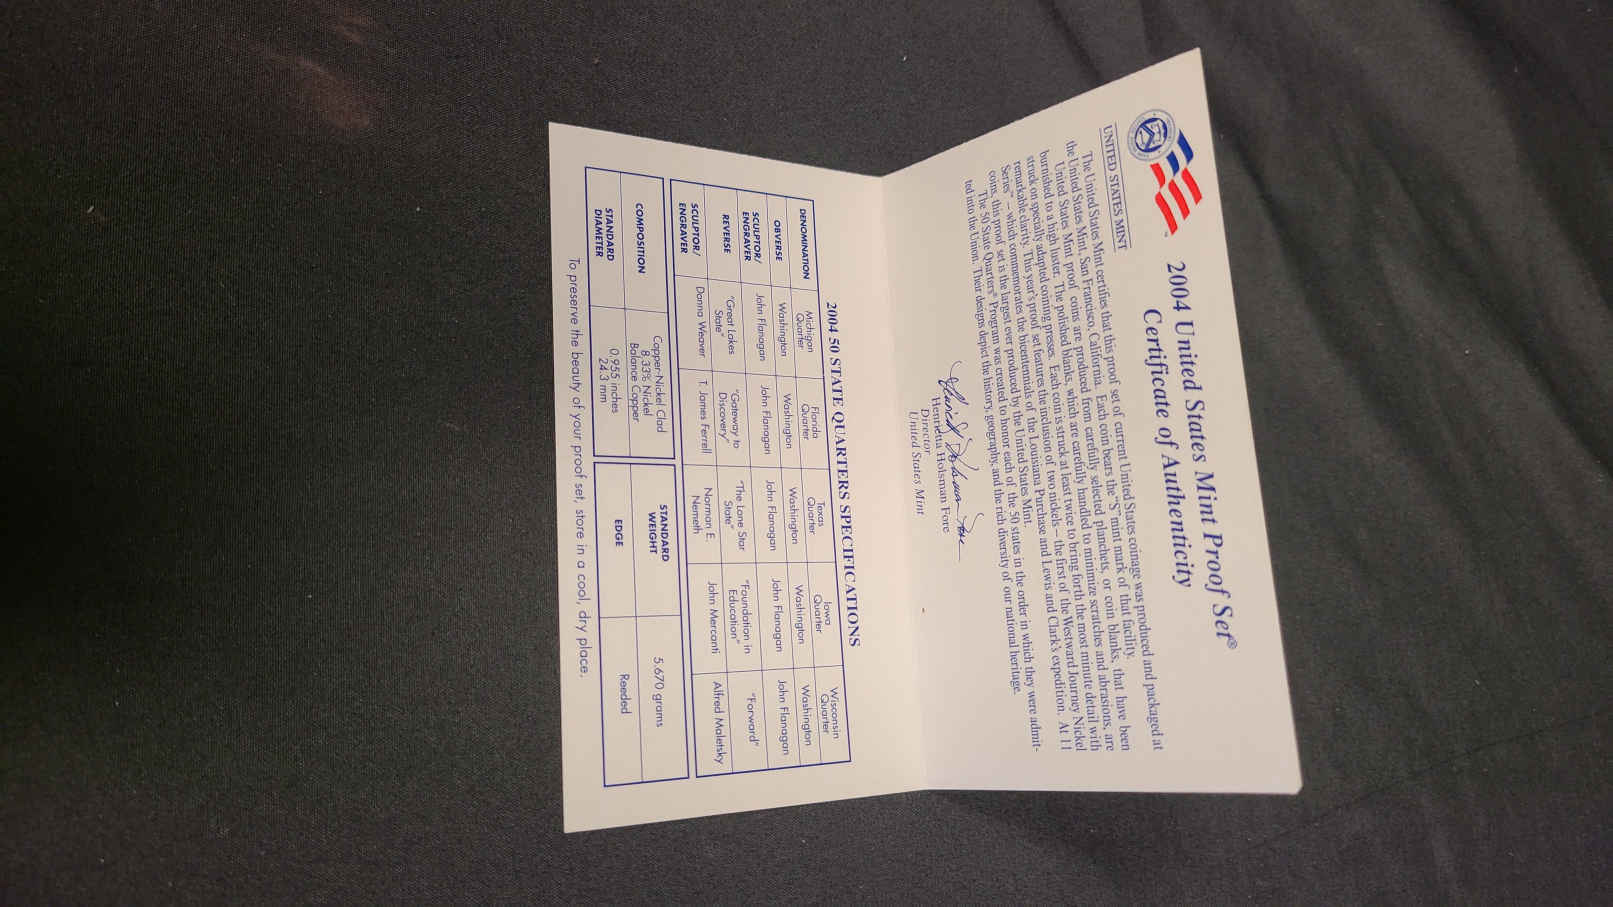 UNITED STATES MINT
2004 United States Mint Proof Set®
Certificate of Authenticity
The United States Mint certifies that this proof set of current United States coinage was produced and packaged at
the United States Mint, San Francisco, California. Each coin bears the "S" mint mark of that facility.
United States Mint proof coins are produced from carefully selected planchets, or coin blanks, that have been
burnished to a high luster. The polished blanks, which are carefully handled to minimize scratches and abrasions, are
struck on specially adapted coining presses. Each coin is struck at least twice to bring forth the most minute detail with
remarkable clarity. This year's proof set features the inclusion of two nickels – the first of the Westward Journey Nickel
Series™ – which commemorates the bicentennials of the Louisiana Purchase and Lewis and Clark's expedition. At 11
coins, this proof set is the largest ever produced by the United States Mint.
The 50 State Quarters® Program was created to honor each of the 50 states in the order in which they were admit-
ted into the Union. Their designs depict the history, geography, and the rich diversity of our national heritage.
Henrietta Holsman Fore
Henrietta Holsman Fore
Director
United States Mint
2004 50 STATE QUARTERS SPECIFICATIONS
DENOMINATION Michigan Quarter Florida Quarter Texas Quarter Iowa Quarter Wisconsin Quarter
OBVERSE Washington Washington Washington Washington Washington
SCULPTOR/ENGRAVER John Flanagan John Flanagan John Flanagan John Flanagan John Flanagan
REVERSE "Great Lakes State" "Gateway to Discovery" "The Lone Star State" "Foundation in Education" "Forward"
SCULPTOR/ENGRAVER Donna Weaver T. James Ferrell Norman E. Nemeth John Mercanti Alfred Maletsky
COMPOSITION Copper-Nickel Clad 8.33% Nickel Balance Copper STANDARD WEIGHT 5.670 grams
STANDARD DIAMETER 0.955 inches 24.3 mm EDGE Reeded
To preserve the beauty of your proof set, store in a cool, dry place.